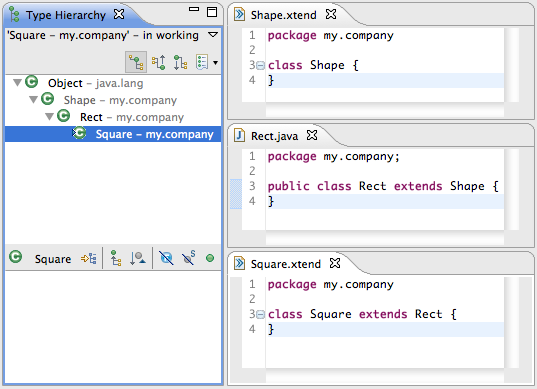 Type Hierarchy
'Square - my.company' - in working
Object - java.lang
Shape - my.company
Rect - my.company
Square - my.company
Square
Shape.xtend
1 package my.company
2
3 class Shape {
4 }
Rect.java
1 package my.company;
2
3 public class Rect extends Shape {
4 }
Square.xtend
1 package my.company
2
3 class Square extends Rect {
4 }